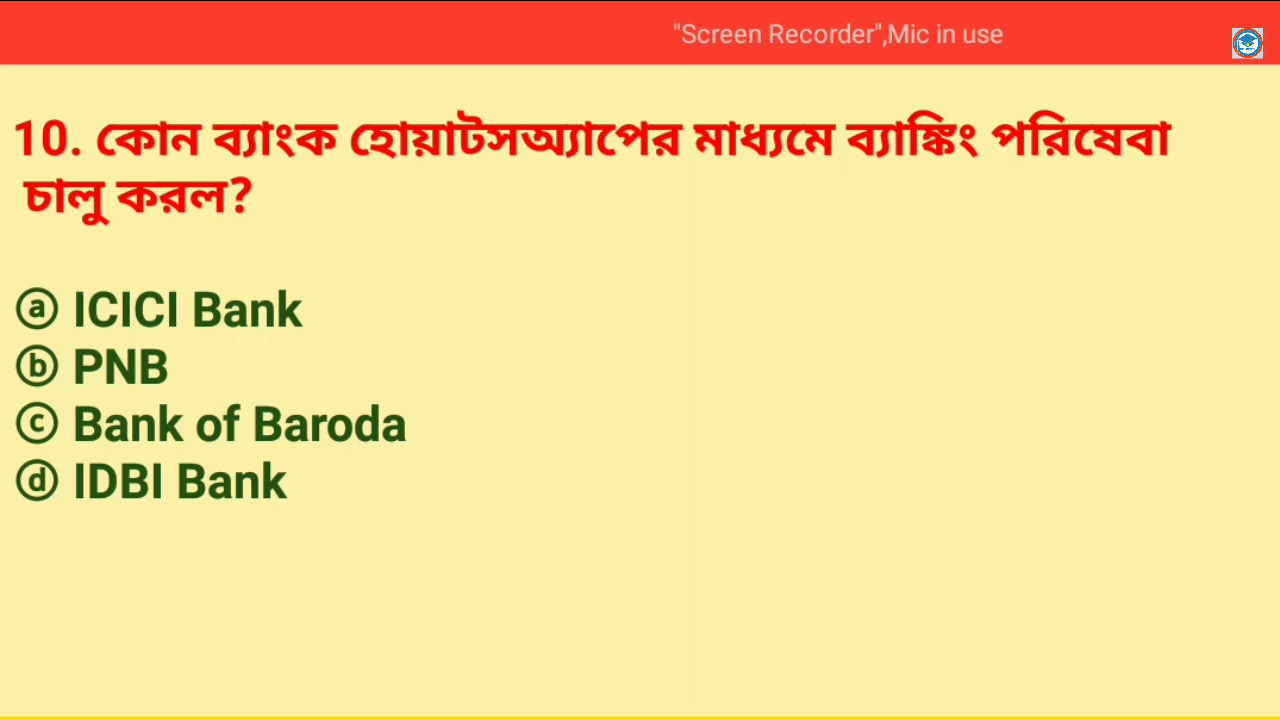 "Screen Recorder",Mic in use
10. কোন ব্যাংক হোয়াটসঅ্যাপের মাধ্যমে ব্যাঙ্কিং পরিষেবা
চালু করল?
ⓐ ICICI Bank
ⓑ PNB
ⓒ Bank of Baroda
ⓓ IDBI Bank